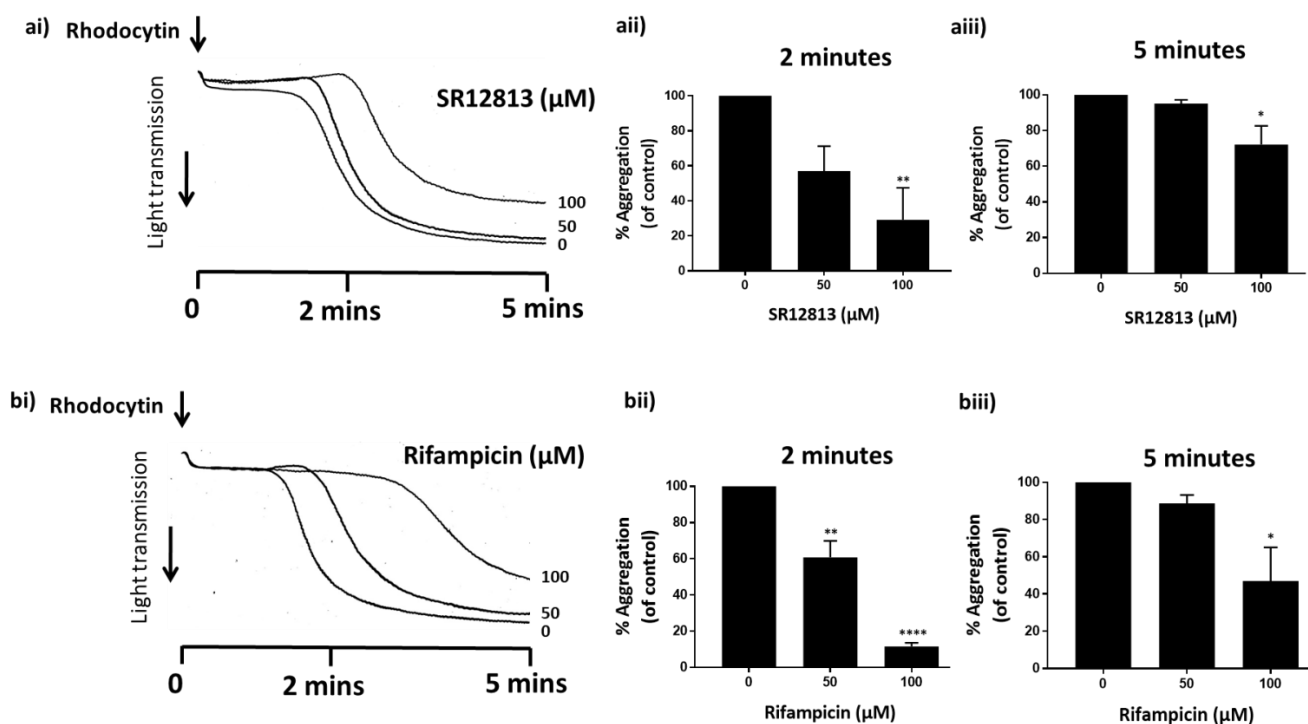 ai)
Rhodocytin
SR12813 (µM)
Light transmission
100
50
0
0
2 mins
5 mins
aii)
2 minutes
% Aggregation
(of control)
100
80
60
40
20
0
**
0
50
100
SR12813 (µM)
aiii)
5 minutes
% Aggregation
(of control)
100
80
60
40
20
0
*
0
50
100
SR12813 (µM)
bi)
Rhodocytin
Rifampicin (µM)
Light transmission
100
50
0
0
2 mins
5 mins
bii)
2 minutes
% Aggregation
(of control)
100
80
60
40
20
0
**
****
0
50
100
Rifampicin (µM)
biii)
5 minutes
% Aggregation
(of control)
100
80
60
40
20
0
*
0
50
100
Rifampicin (µM)